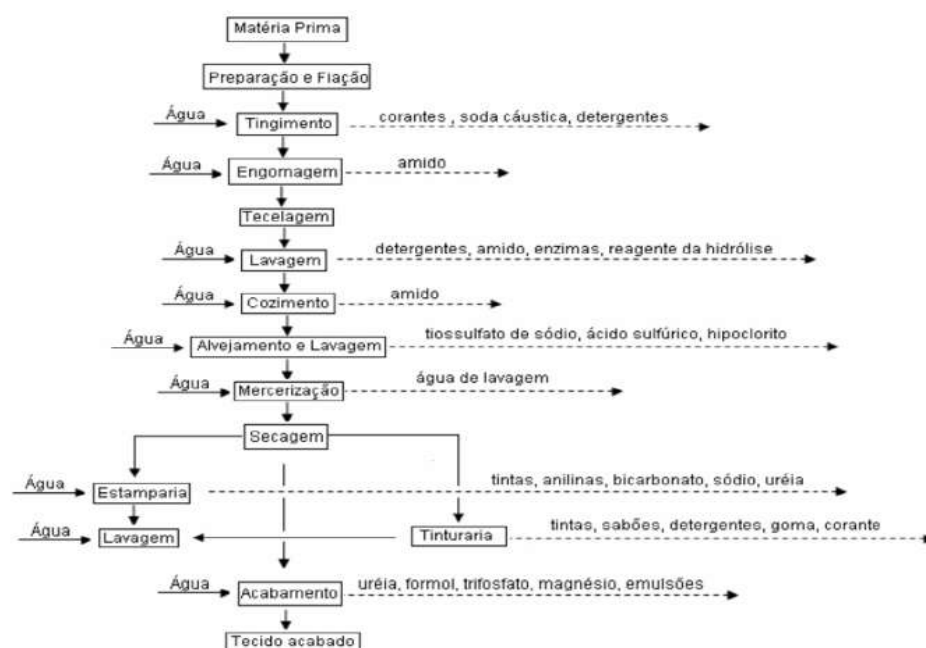 Matéria Prima
Preparação e Fiação
Água
Tingimento
corantes , soda cáustica, detergentes
Água
Engomagem
amido
Tecelagem
Água
Lavagem
detergentes, amido, enzimas, reagente da hidrólise
Água
Cozimento
amido
Água
Alvejamento e Lavagem
tiossulfato de sódio, ácido sulfúrico, hipoclorito
Água
Mercerização
água de lavagem
Secagem
Água
Estamparia
tintas, anilinas, bicarbonato, sódio, uréia
Água
Lavagem
Tinturaria
tintas, sabões, detergentes, goma, corante
Água
Acabamento
uréia, formol, trifosfato, magnésio, emulsões
Tecido acabado